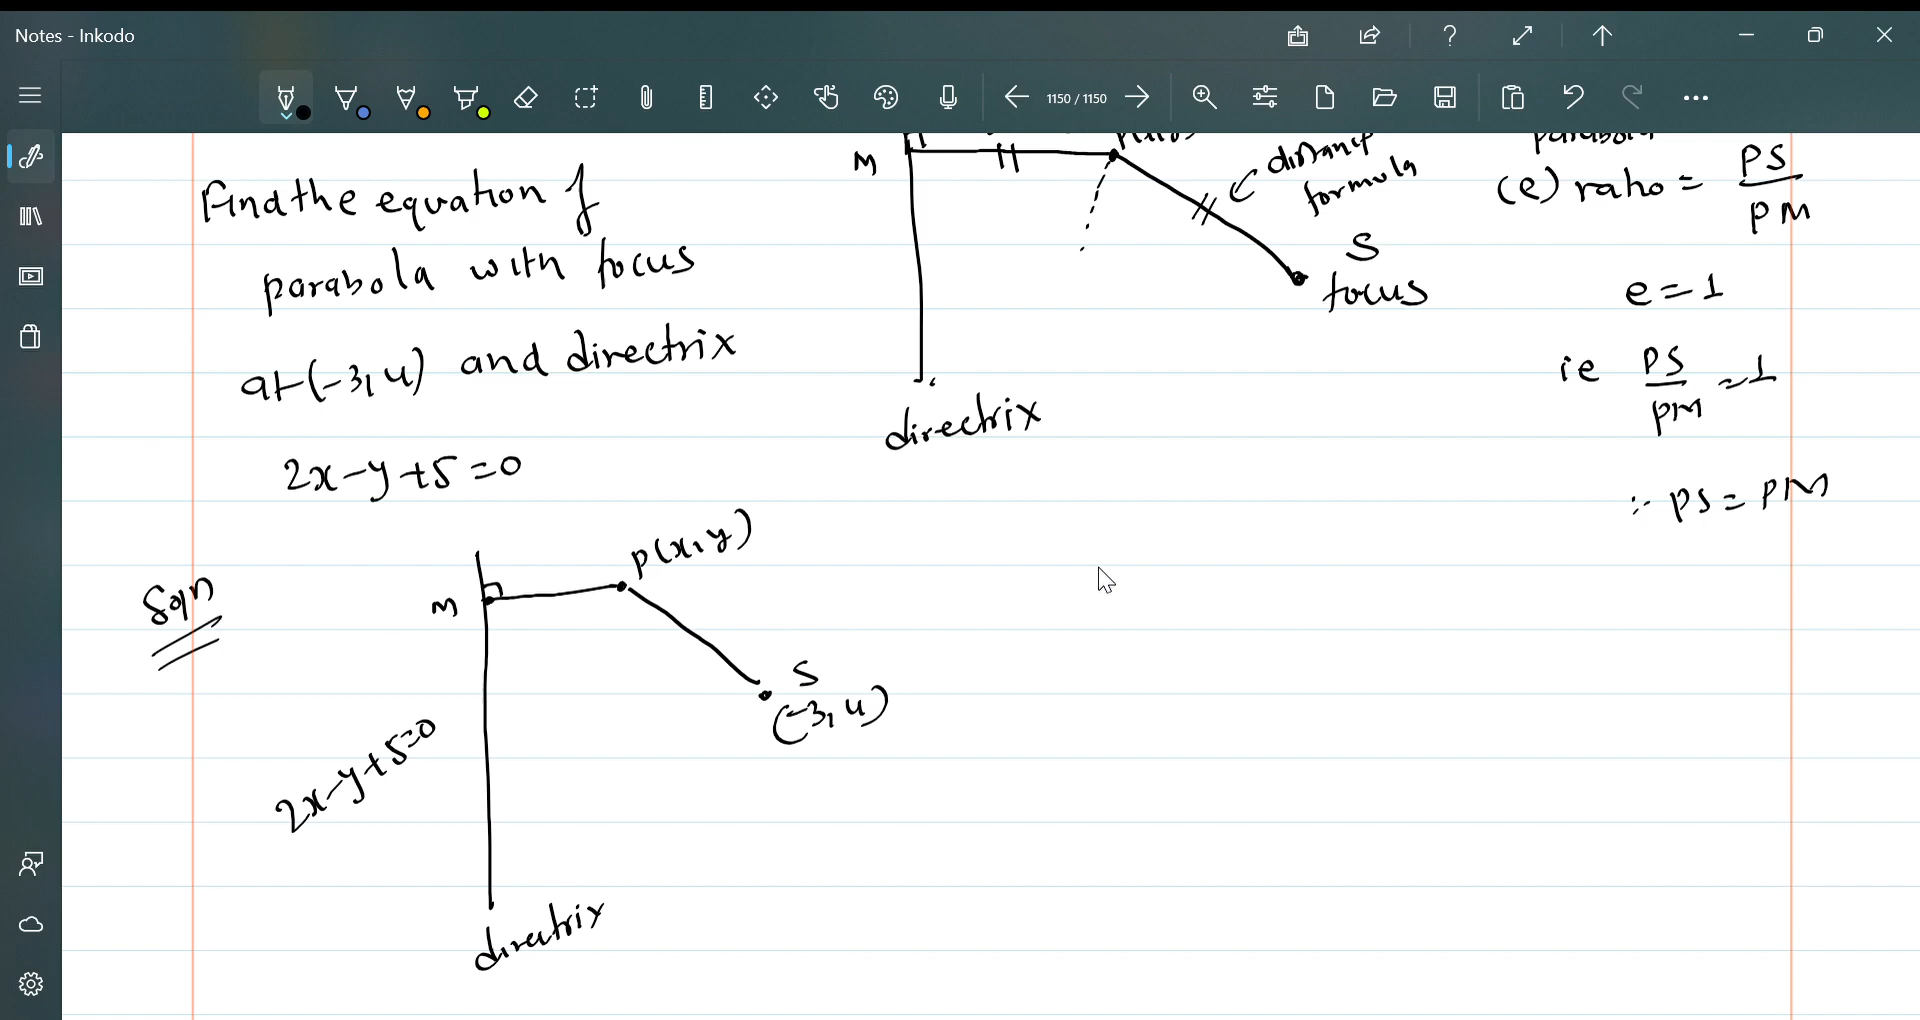 Notes - Inkodo
1150 / 1150
Find the equation of
parabola with focus
at (-3, 4) and directrix
2x-y+5=0
M
distance
formula
S
focus
directrix
parabola
(e) ratio = PS/PM
e=1
ie PS/PM =1
∴ PS = PM
Soln
M
P(x,y)
S
(-3, 4)
2x-y+5=0
directrix